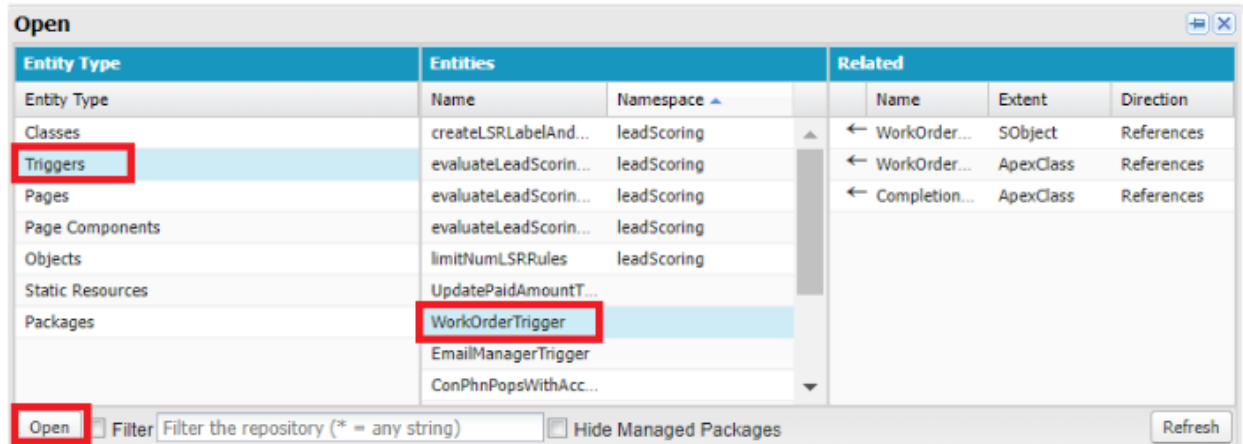 Open
Entity Type Entities Related
Entity Type Name Namespace Name Extent Direction
Classes createLSRLabelAnd... leadScoring WorkOrder... SObject References
Triggers evaluateLeadScorin... leadScoring WorkOrder... ApexClass References
Pages evaluateLeadScorin... leadScoring Completion... ApexClass References
Page Components evaluateLeadScorin... leadScoring
Objects limitNumLSRRules leadScoring
Static Resources UpdatePaidAmountT...
Packages WorkOrderTrigger
EmailManagerTrigger
ConPhnPopsWithAcc...
Open Filter Filter the repository (* = any string) Hide Managed Packages Refresh